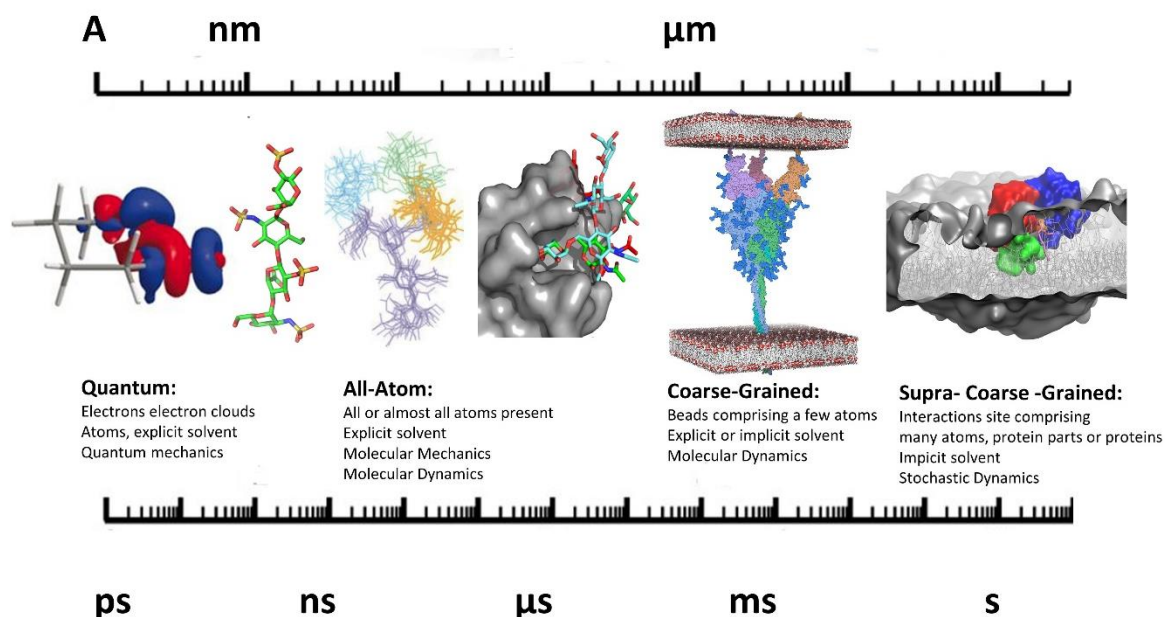 A nm µm
Quantum:
Electrons electron clouds
Atoms, explicit solvent
Quantum mechanics
All-Atom:
All or almost all atoms present
Explicit solvent
Molecular Mechanics
Molecular Dynamics
Coarse-Grained:
Beads comprising a few atoms
Explicit or implicit solvent
Molecular Dynamics
Supra- Coarse -Grained:
Interactions site comprising
many atoms, protein parts or proteins
Impicit solvent
Stochastic Dynamics
ps ns µs ms s